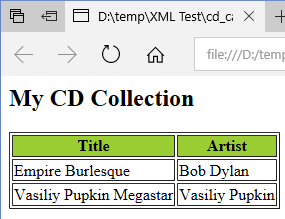 D:\temp\XML Test\cd_ca
file:///D:/temp
My CD Collection
Title Artist
Empire Burlesque Bob Dylan
Vasiliy Pupkin Megastar Vasiliy Pupkin